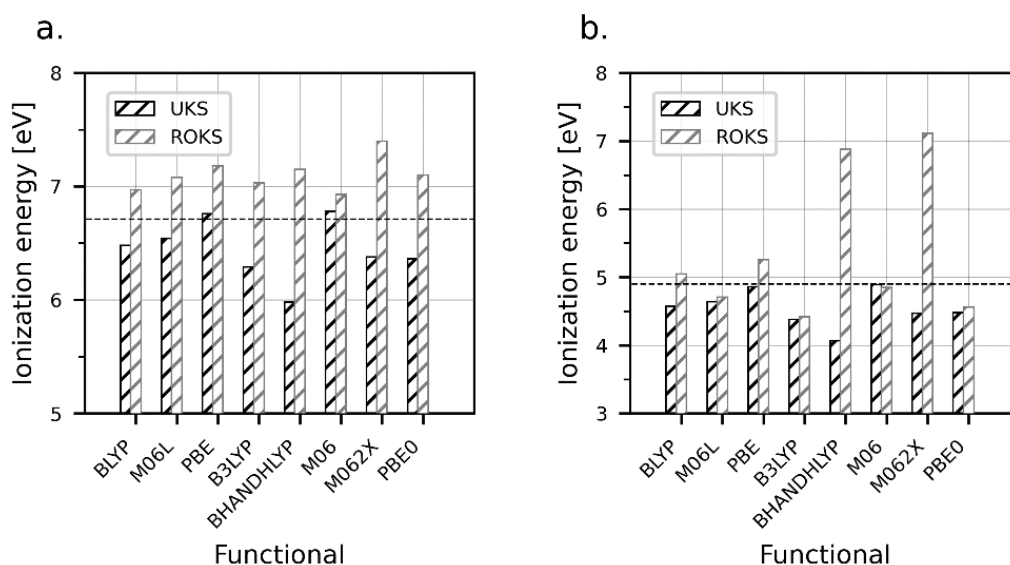 a.
Ionization energy [eV]
8
7
6
5
UKS
ROKS
BLYP
M06L
PBE
B3LYP
BHANDHLYP
M06
M062X
PBE0
Functional
b.
Ionization energy [eV]
8
7
6
5
4
3
UKS
ROKS
BLYP
M06L
PBE
B3LYP
BHANDHLYP
M06
M062X
PBE0
Functional